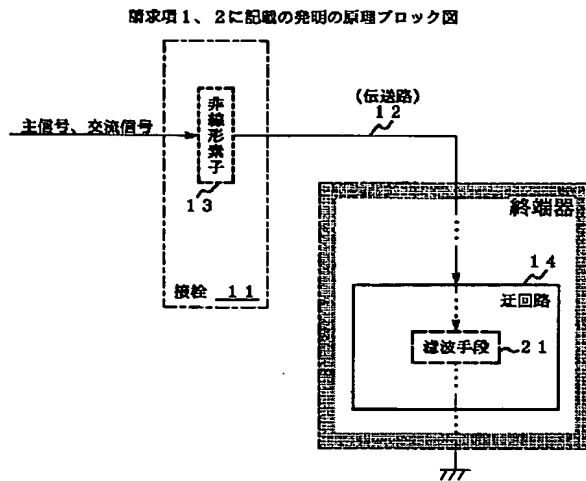 請求項1、2に記載の発明の原理ブロック図
(伝送路)
12
主信号、交流信号
非線形素子
13
接栓 11
終端器
14
迂回路
濾波手段 21